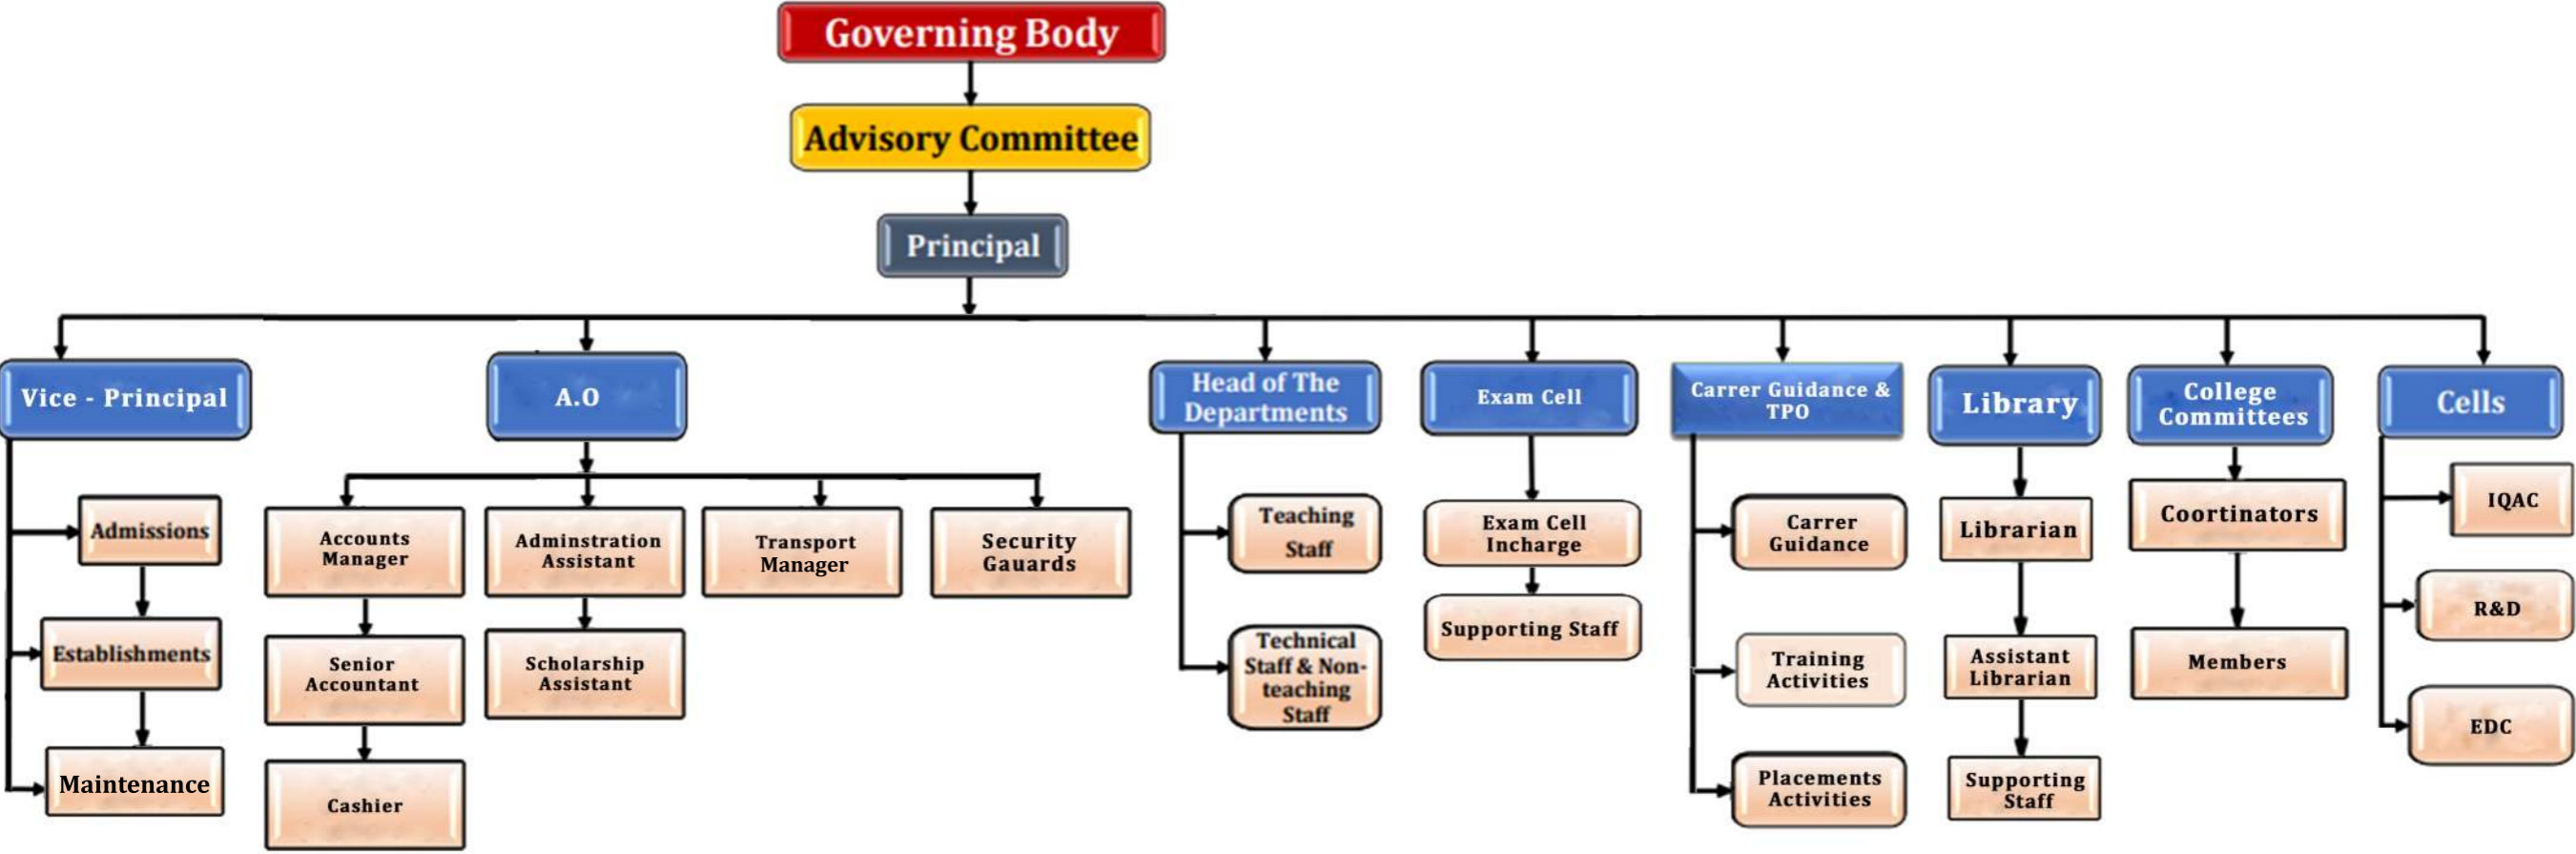 Governing Body
Advisory Committee
Principal
Vice - Principal
A.O
Head of The
Departments
Exam Cell
Carrer Guidance &
TPO
Library
College
Committees
Cells
Admissions
Establishments
Maintenance
Accounts
Manager
Senior
Accountant
Cashier
Adminstration
Assistant
Scholarship
Assistant
Transport
Manager
Security
Gauards
Teaching
Staff
Technical
Staff & Non-
teaching
Staff
Exam Cell
Incharge
Supporting Staff
Carrer
Guidance
Training
Activities
Placements
Activities
Librarian
Assistant
Librarian
Supporting
Staff
Coortinators
Members
IQAC
R&D
EDC